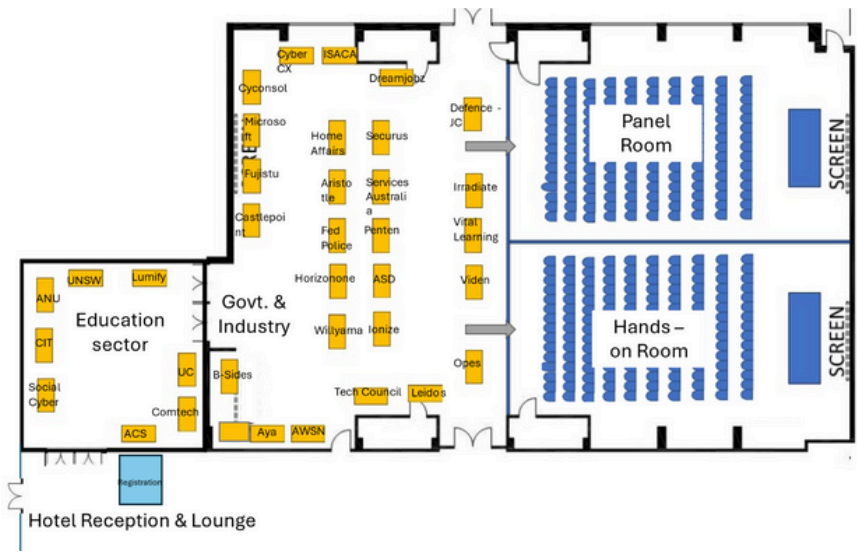 Cyber
CX
ISACA
Dreamjobz
Cyconsol
Defence -
JC
Microso
ft
Home
Affairs
Securus
Panel
Room
SCREEN
Fujistu
Aristo
tle
Services
Australi
a
Irradiate
Castlepoi
nt
Fed
Police
Penten
Vital
Learning
UNSW
Lumify
Horizonone
ASD
Viden
ANU
Education
sector
Govt. &
Industry
Willyama
Ionize
Hands –
on Room
SCREEN
CIT
UC
B-Sides
Opes
Social
Cyber
Comtech
Tech Council
Leidos
ACS
Aya
AWSN
Registration
Hotel Reception & Lounge